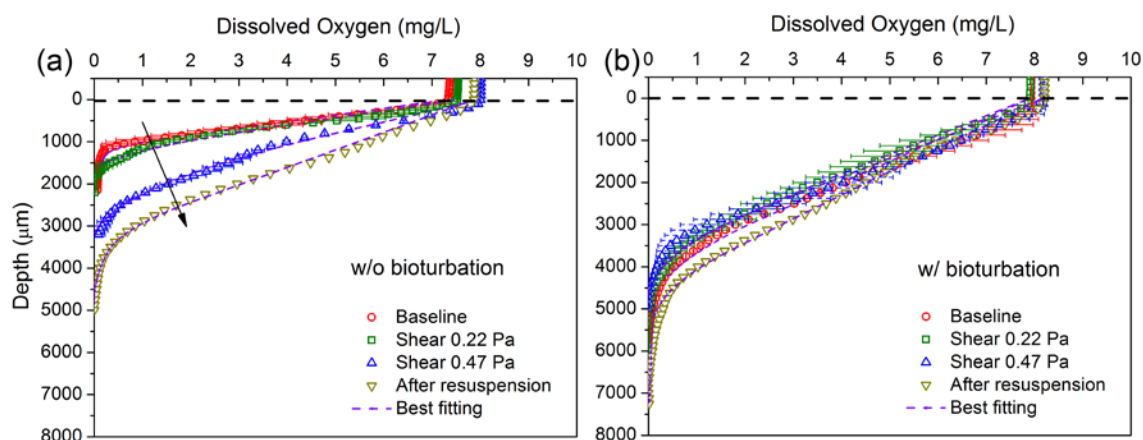 Dissolved Oxygen (mg/L)
(a) 0 1 2 3 4 5 6 7 8 9 10
0
1000
2000
3000
4000
5000
6000
7000
8000
Depth (μm)
w/o bioturbation
Baseline
Shear 0.22 Pa
Shear 0.47 Pa
After resuspension
Best fitting
Dissolved Oxygen (mg/L)
(b) 0 1 2 3 4 5 6 7 8 9 10
0
1000
2000
3000
4000
5000
6000
7000
8000
w/ bioturbation
Baseline
Shear 0.22 Pa
Shear 0.47 Pa
After resuspension
Best fitting